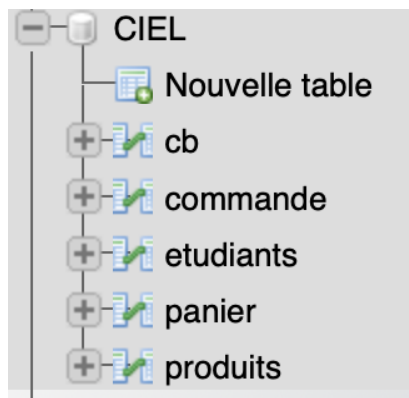 CIEL
Nouvelle table
cb
commande
etudiants
panier
produits